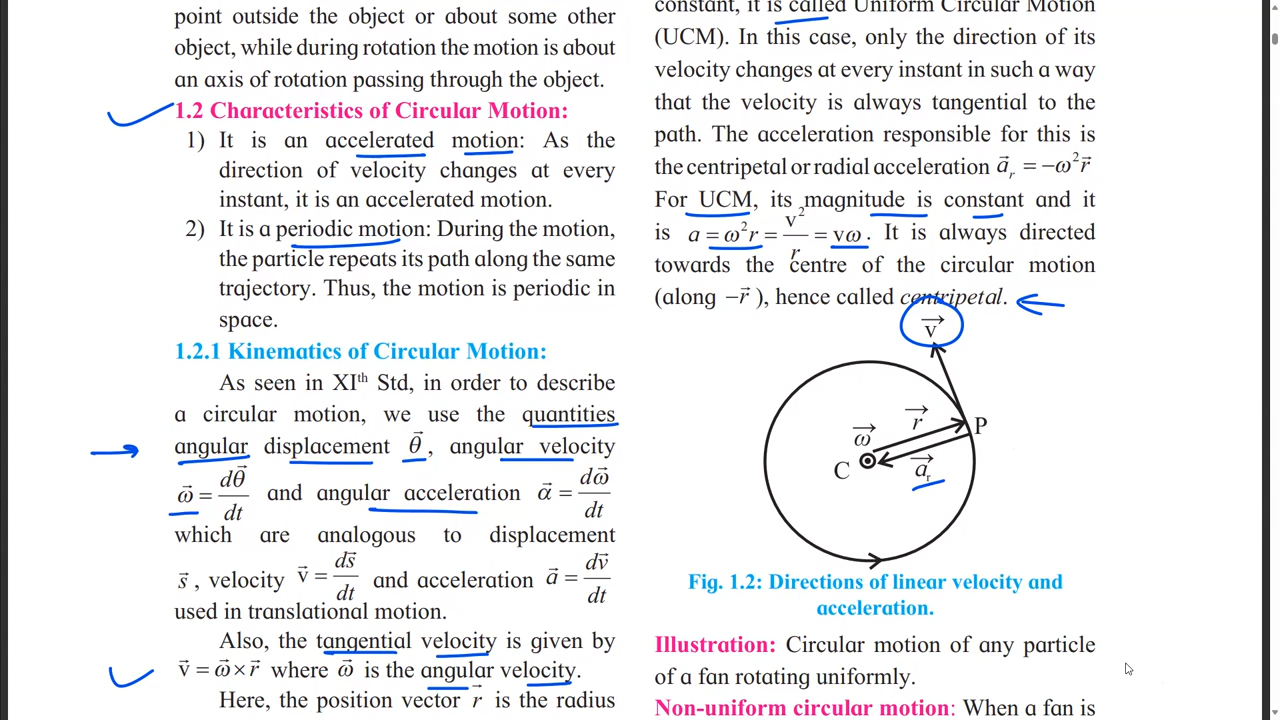 point outside the object or about some other
object, while during rotation the motion is about
an axis of rotation passing through the object.
1.2 Characteristics of Circular Motion:
1) It is an accelerated motion: As the
direction of velocity changes at every
instant, it is an accelerated motion.
2) It is a periodic motion: During the motion,
the particle repeats its path along the same
trajectory. Thus, the motion is periodic in
space.
1.2.1 Kinematics of Circular Motion:
As seen in XIᵗʰ Std, in order to describe
a circular motion, we use the quantities
angular displacement θ⃗, angular velocity
ω⃗ = dθ⃗/dt and angular acceleration α⃗ = dω⃗/dt
which are analogous to displacement
s⃗, velocity v⃗ = ds⃗/dt and acceleration a⃗ = dv⃗/dt
used in translational motion.
Also, the tangential velocity is given by
v⃗ = ω⃗ × r⃗ where ω⃗ is the angular velocity.
Here, the position vector r⃗ is the radius
constant, it is called Uniform Circular Motion
(UCM). In this case, only the direction of its
velocity changes at every instant in such a way
that the velocity is always tangential to the
path. The acceleration responsible for this is
the centripetal or radial acceleration a⃗ᵣ = −ω²r⃗
For UCM, its magnitude is constant and it
is a = ω²r = v²/r = vω. It is always directed
towards the centre of the circular motion
(along −r⃗), hence called centripetal.
v⃗
r⃗
P
ω⃗
C
a⃗ᵣ
Fig. 1.2: Directions of linear velocity and
acceleration.
Illustration: Circular motion of any particle
of a fan rotating uniformly.
Non-uniform circular motion: When a fan is